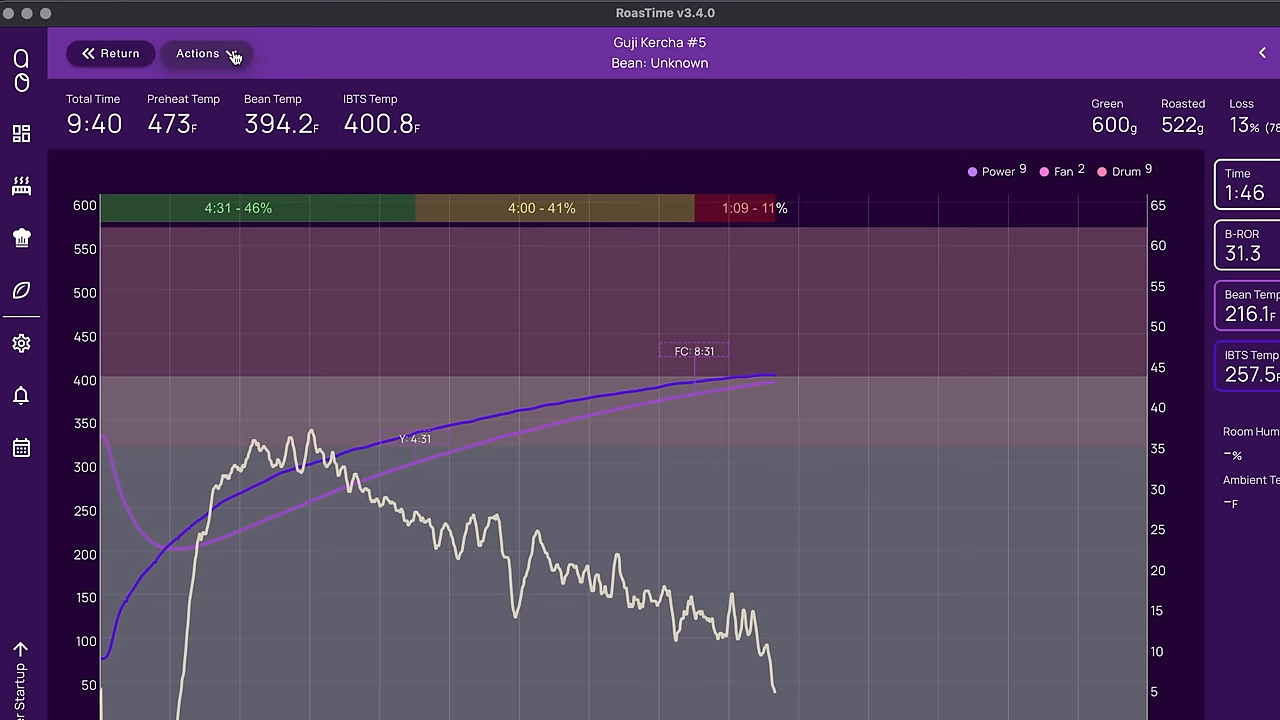 RoasTime v3.4.0
Return
Actions
Guji Kercha #5
Bean: Unknown
Total Time
9:40
Preheat Temp
473F
Bean Temp
394.2F
IBTS Temp
400.8F
Green
600g
Roasted
522g
Loss
13% (78
Power 9
Fan 2
Drum 9
4:31 - 46%
4:00 - 41%
1:09 - 11%
600
550
500
450
400
350
300
250
200
150
100
50
FC: 8:31
Y: 4:31
65
60
55
50
45
40
35
30
25
20
15
10
5
Time
1:46
B-ROR
31.3
Bean Temp
216.1F
IBTS Temp
257.5F
Room Hum
-%
Ambient Te
-F
r Startup